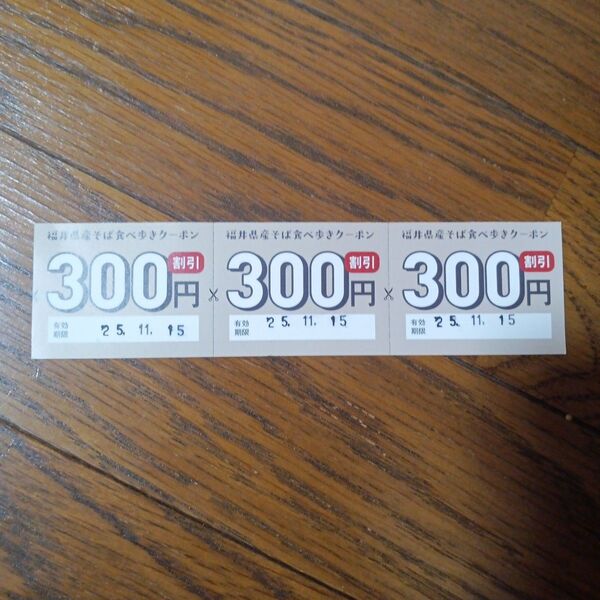 福井県産そば食べ歩きクーポン
300円 割引
有効
期限
'25. 11. 15
福井県産そば食べ歩きクーポン
300円 割引
有効
期限
'25. 11. 15
福井県産そば食べ歩きクーポン
300円 割引
有効
期限
'25. 11. 15